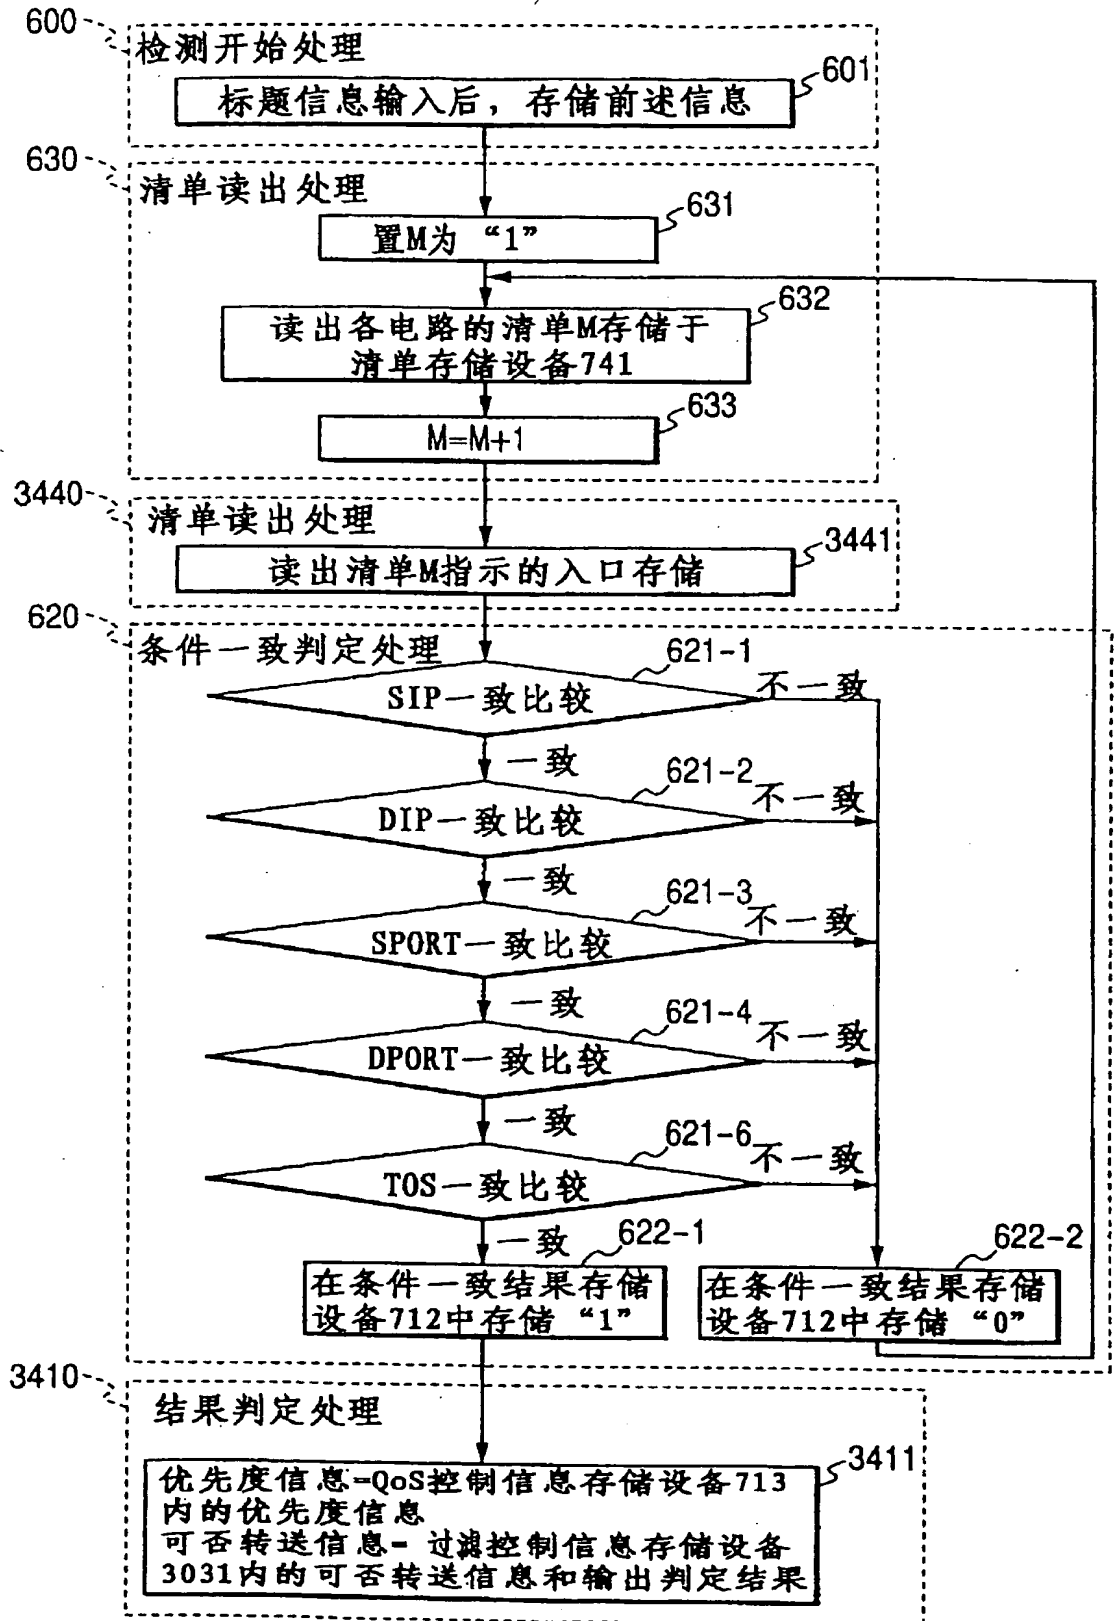 600
检测开始处理
601
标题信息输入后，存储前述信息
630
清单读出处理
631
置M为 “1”
632
读出各电路的清单M存储于
清单存储设备741
633
M=M+1
3440
清单读出处理
3441
读出清单M指示的入口存储
620
条件一致判定处理
621-1
SIP一致比较
不一致
一致
621-2
DIP一致比较
不一致
一致
621-3
SPORT一致比较
不一致
一致
621-4
DPORT一致比较
不一致
一致
621-6
TOS一致比较
不一致
一致
622-1
在条件一致结果存储
设备712中存储 “1”
622-2
在条件一致结果存储
设备712中存储 “0”
3410
结果判定处理
3411
优先度信息-QoS控制信息存储设备713
内的优先度信息
可否转送信息- 过滤控制信息存储设备
3031内的可否转送信息和输出判定结果